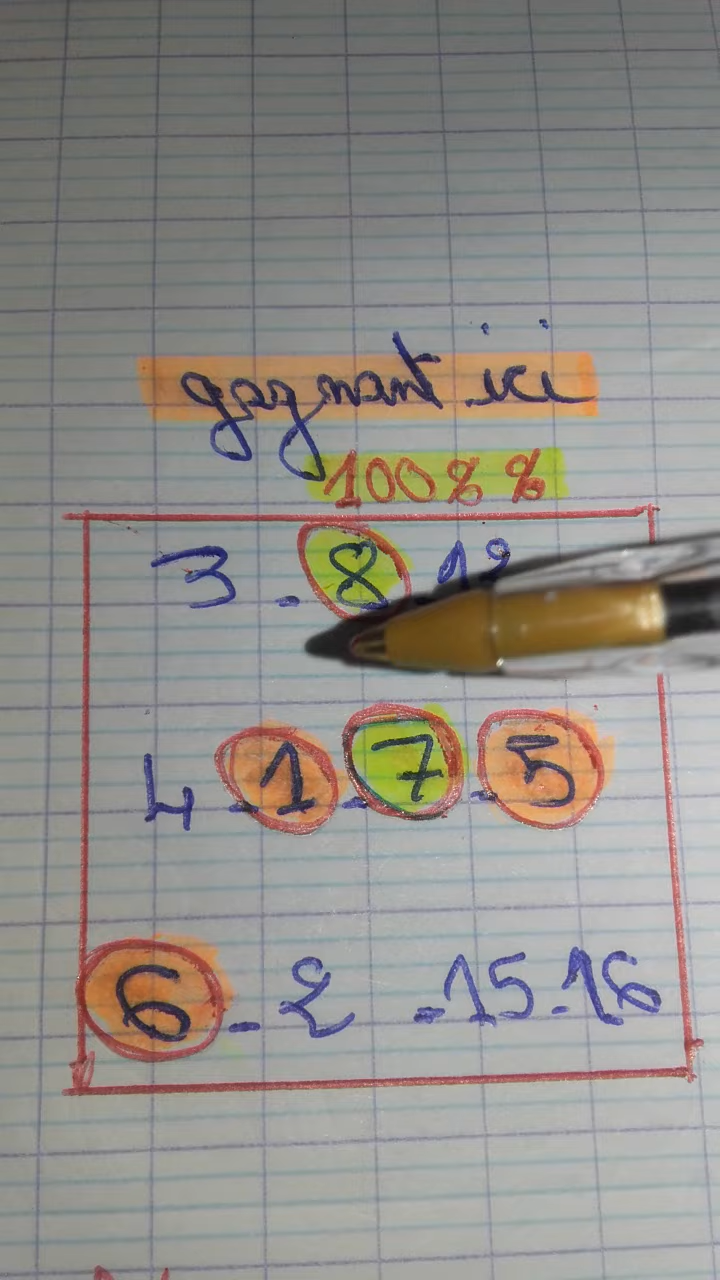 gagnant ici
100%%
3 . 8 .
4 - 1 - 7 - 5
6 - 2 - 15 - 16